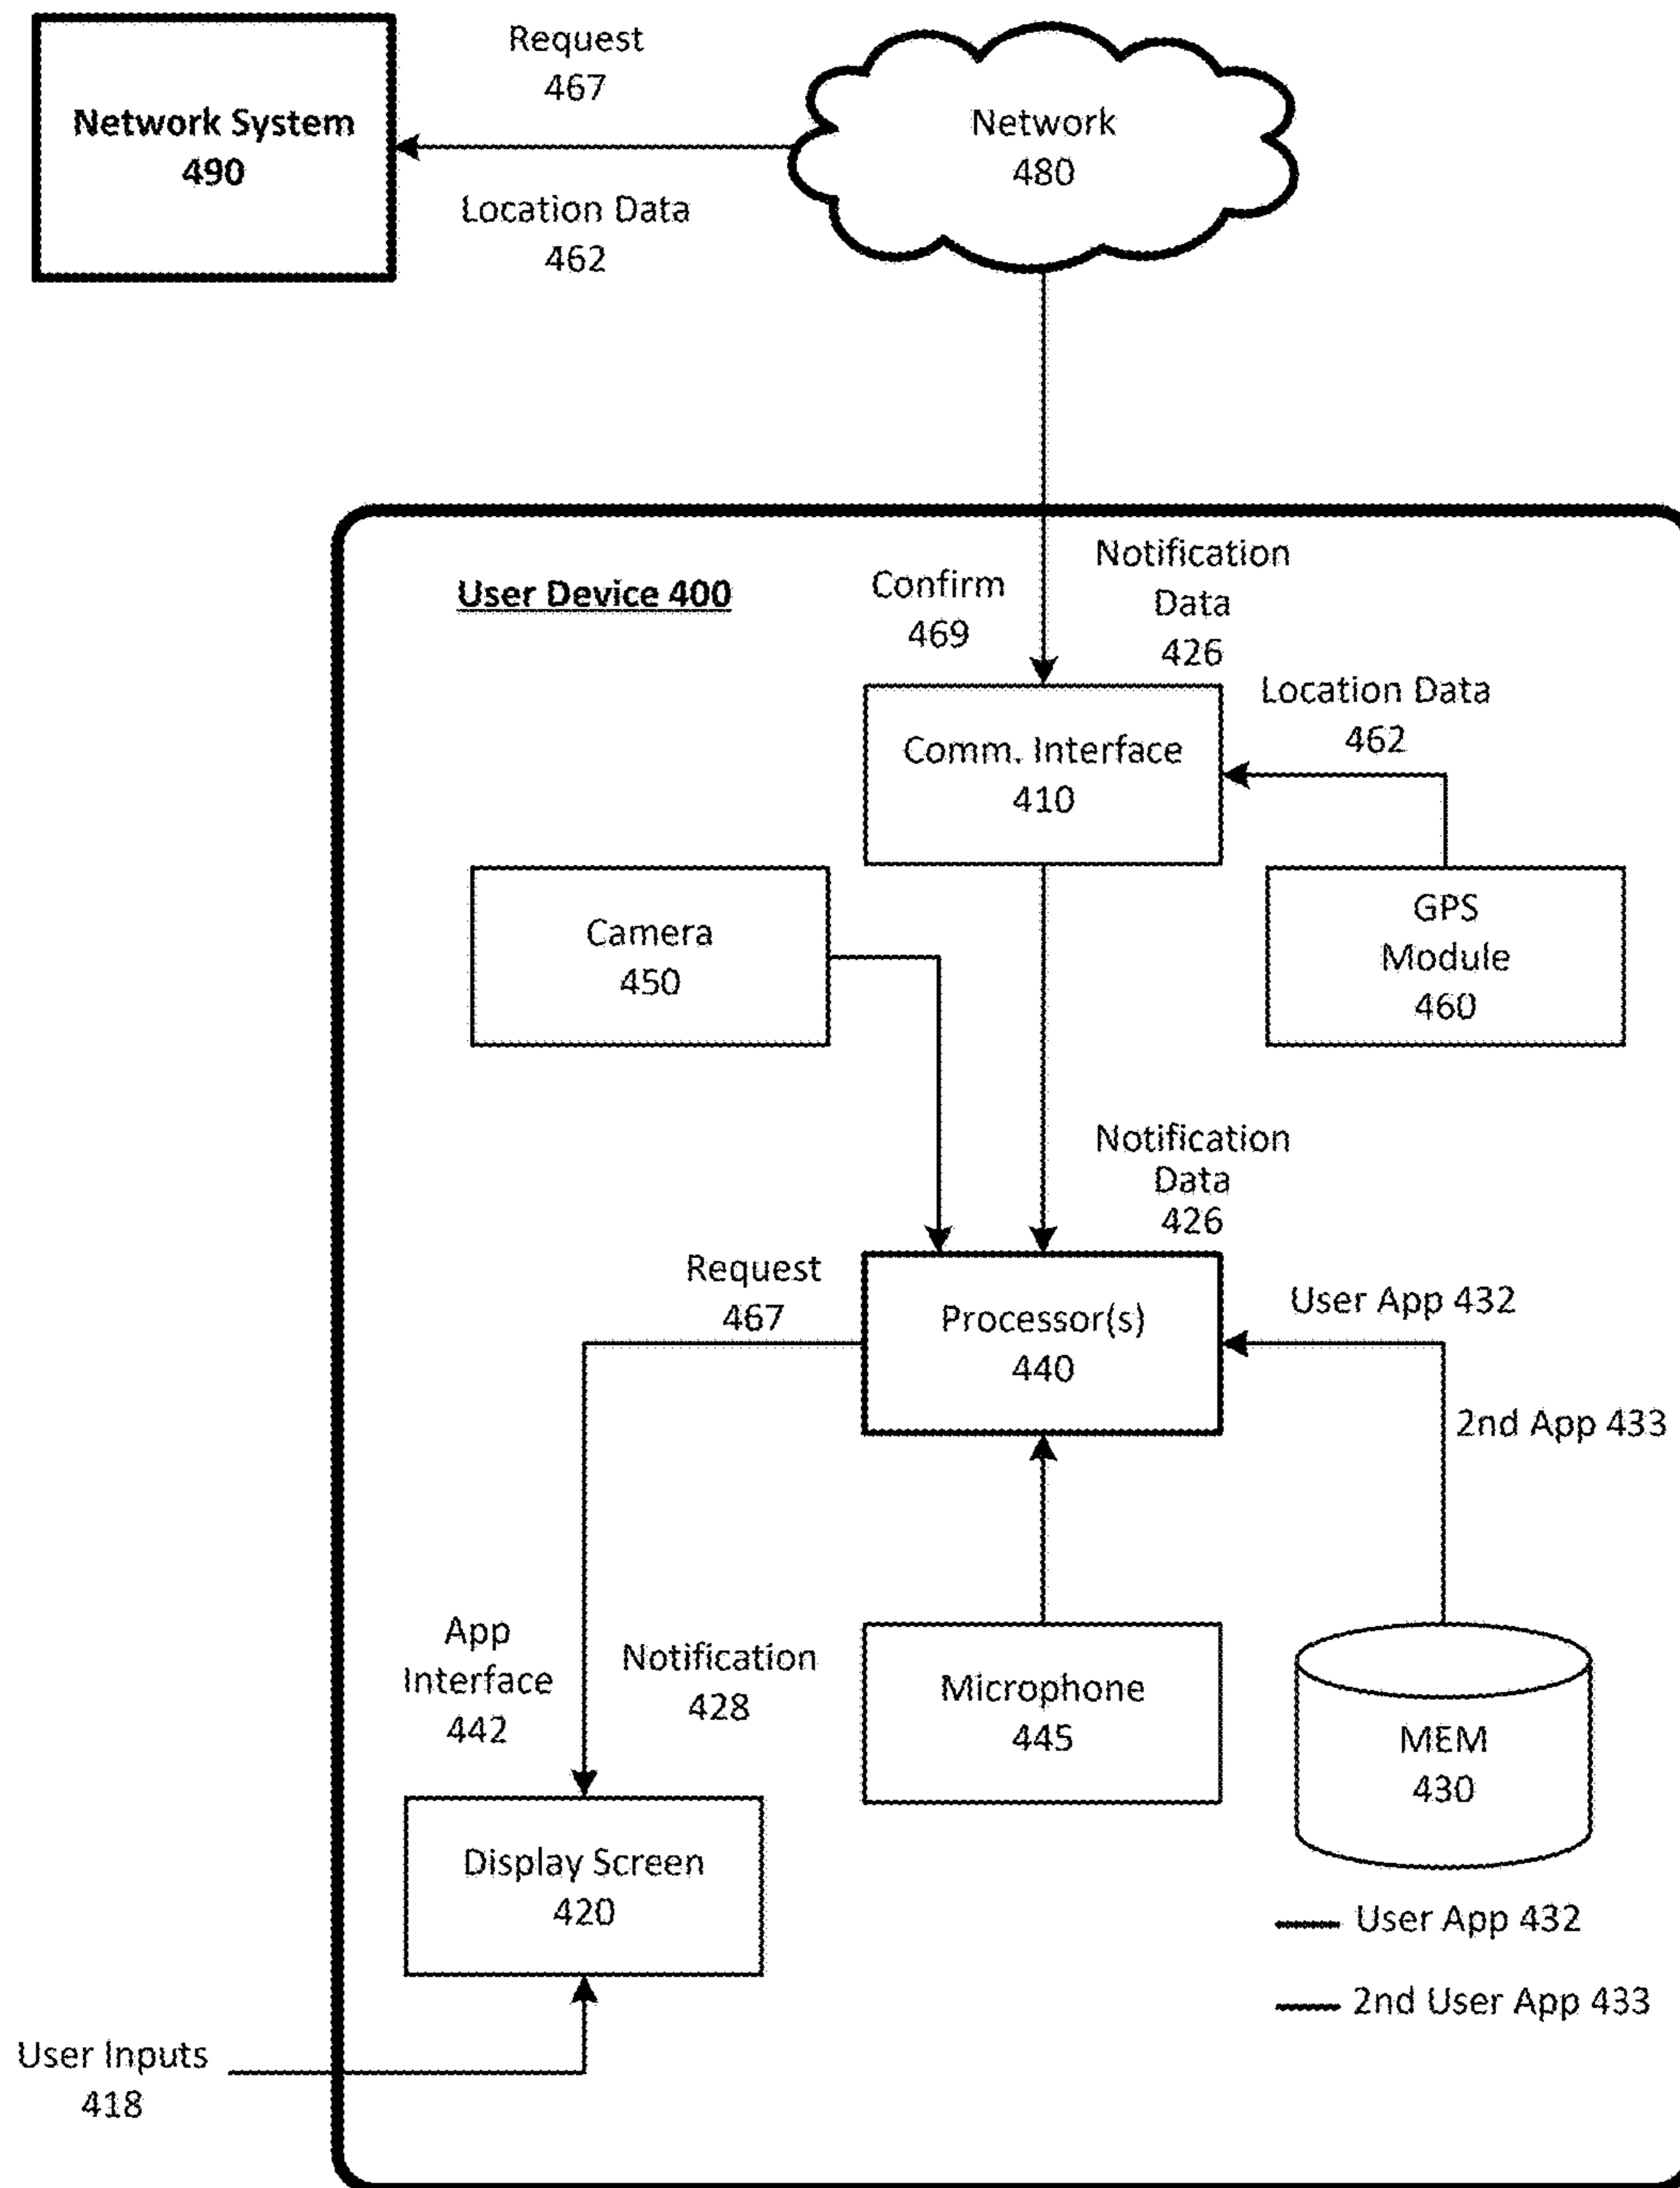 Request
467
Network System
490
Network
480
Location Data
462
User Device 400
Confirm
469
Notification
Data
426
Location Data
462
Comm. Interface
410
Camera
450
GPS
Module
460
Notification
Data
426
Request
467
Processor(s)
440
User App 432
2nd App 433
App
Interface
442
Notification
428
Microphone
445
MEM
430
Display Screen
420
User App 432
2nd User App 433
User Inputs
418